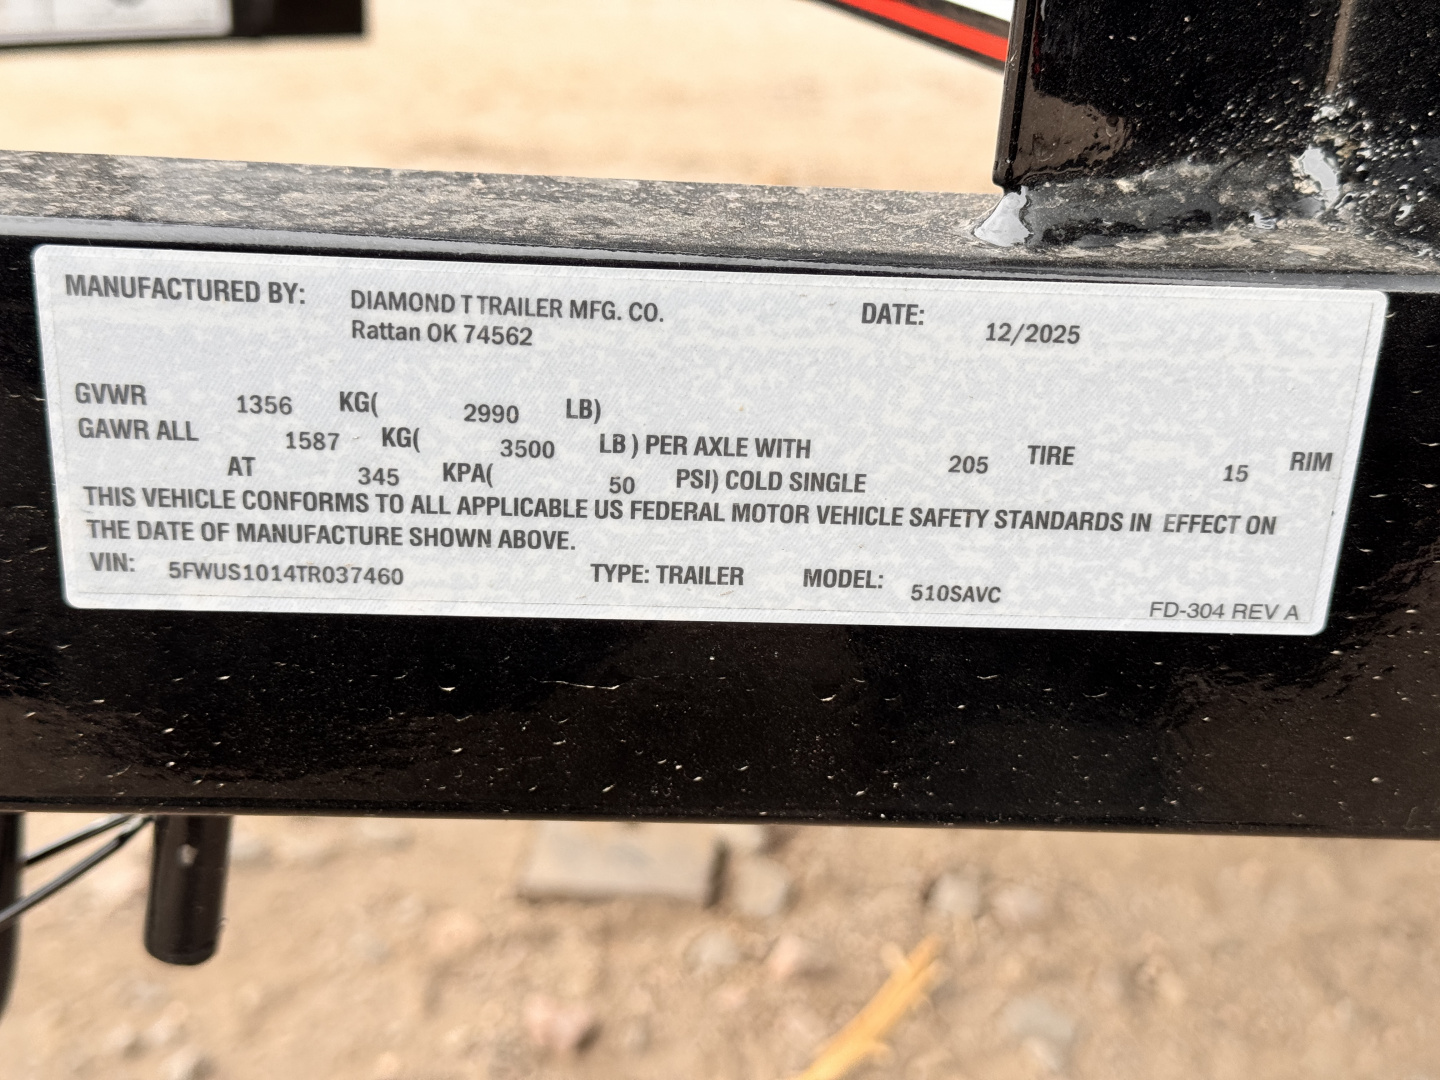 MANUFACTURED BY: DIAMOND T TRAILER MFG. CO. DATE: 12/2025
Rattan OK 74562
GVWR 1356 KG( 2990 LB)
GAWR ALL 1587 KG( 3500 LB ) PER AXLE WITH 205 TIRE 15 RIM
AT 345 KPA( 50 PSI) COLD SINGLE
THIS VEHICLE CONFORMS TO ALL APPLICABLE US FEDERAL MOTOR VEHICLE SAFETY STANDARDS IN EFFECT ON
THE DATE OF MANUFACTURE SHOWN ABOVE.
VIN: 5FWUS1014TR037460 TYPE: TRAILER MODEL: 510SAVC
FD-304 REV A